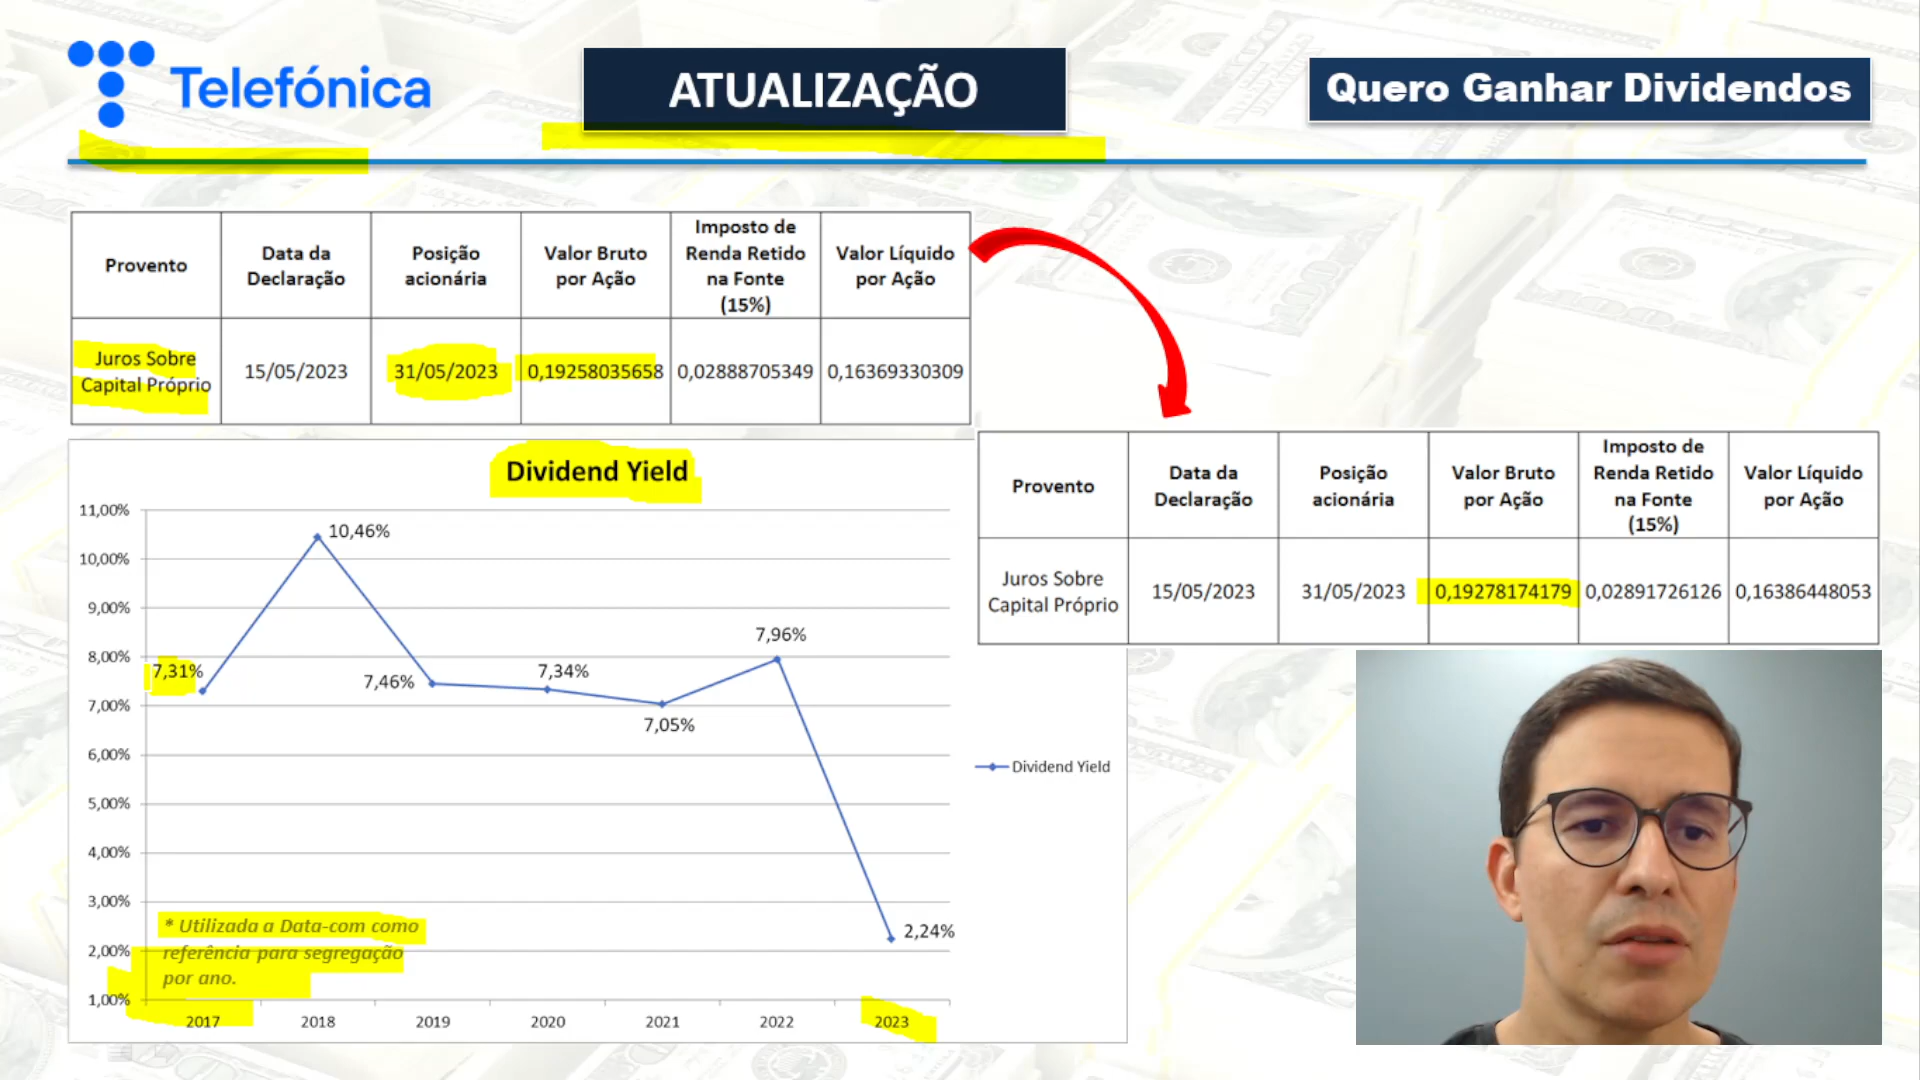 Telefónica
ATUALIZAÇÃO
Quero Ganhar Dividendos
Provento
Data da
Declaração
Posição
acionária
Valor Bruto
por Ação
Imposto de
Renda Retido
na Fonte
(15%)
Valor Líquido
por Ação
Juros Sobre
Capital Próprio
15/05/2023
31/05/2023
0,19258035658
0,02888705349
0,16369330309
Provento
Data da
Declaração
Posição
acionária
Valor Bruto
por Ação
Imposto de
Renda Retido
na Fonte
(15%)
Valor Líquido
por Ação
Juros Sobre
Capital Próprio
15/05/2023
31/05/2023
0,19278174179
0,02891726126
0,16386448053
Dividend Yield
11,00%
10,00%
9,00%
8,00%
7,00%
6,00%
5,00%
4,00%
3,00%
2,00%
1,00%
7,31%
10,46%
7,46%
7,34%
7,05%
7,96%
2,24%
Dividend Yield
* Utilizada a Data-com como
referência para segregação
por ano.
2017
2018
2019
2020
2021
2022
2023